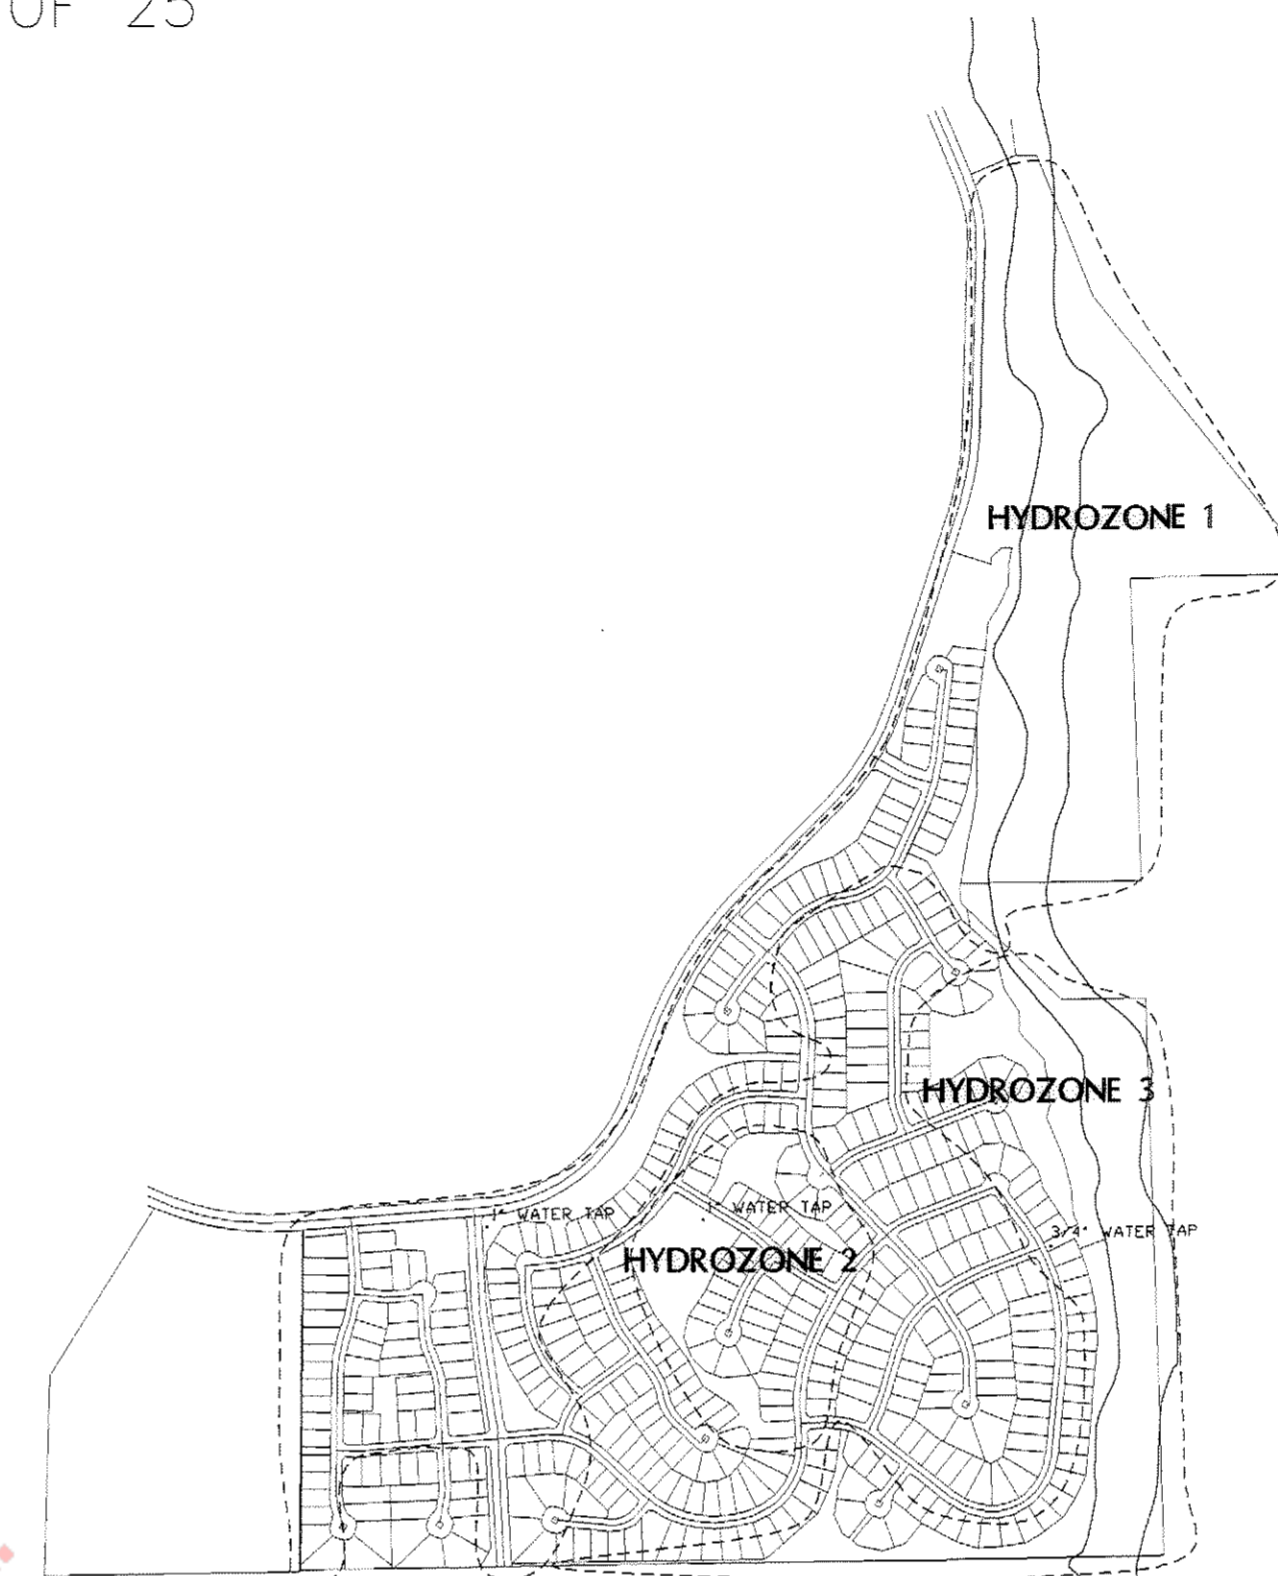 OF 25
HYDROZONE 1
HYDROZONE 3
1" WATER TAP
1" WATER TAP
3/4" WATER TAP
HYDROZONE 2